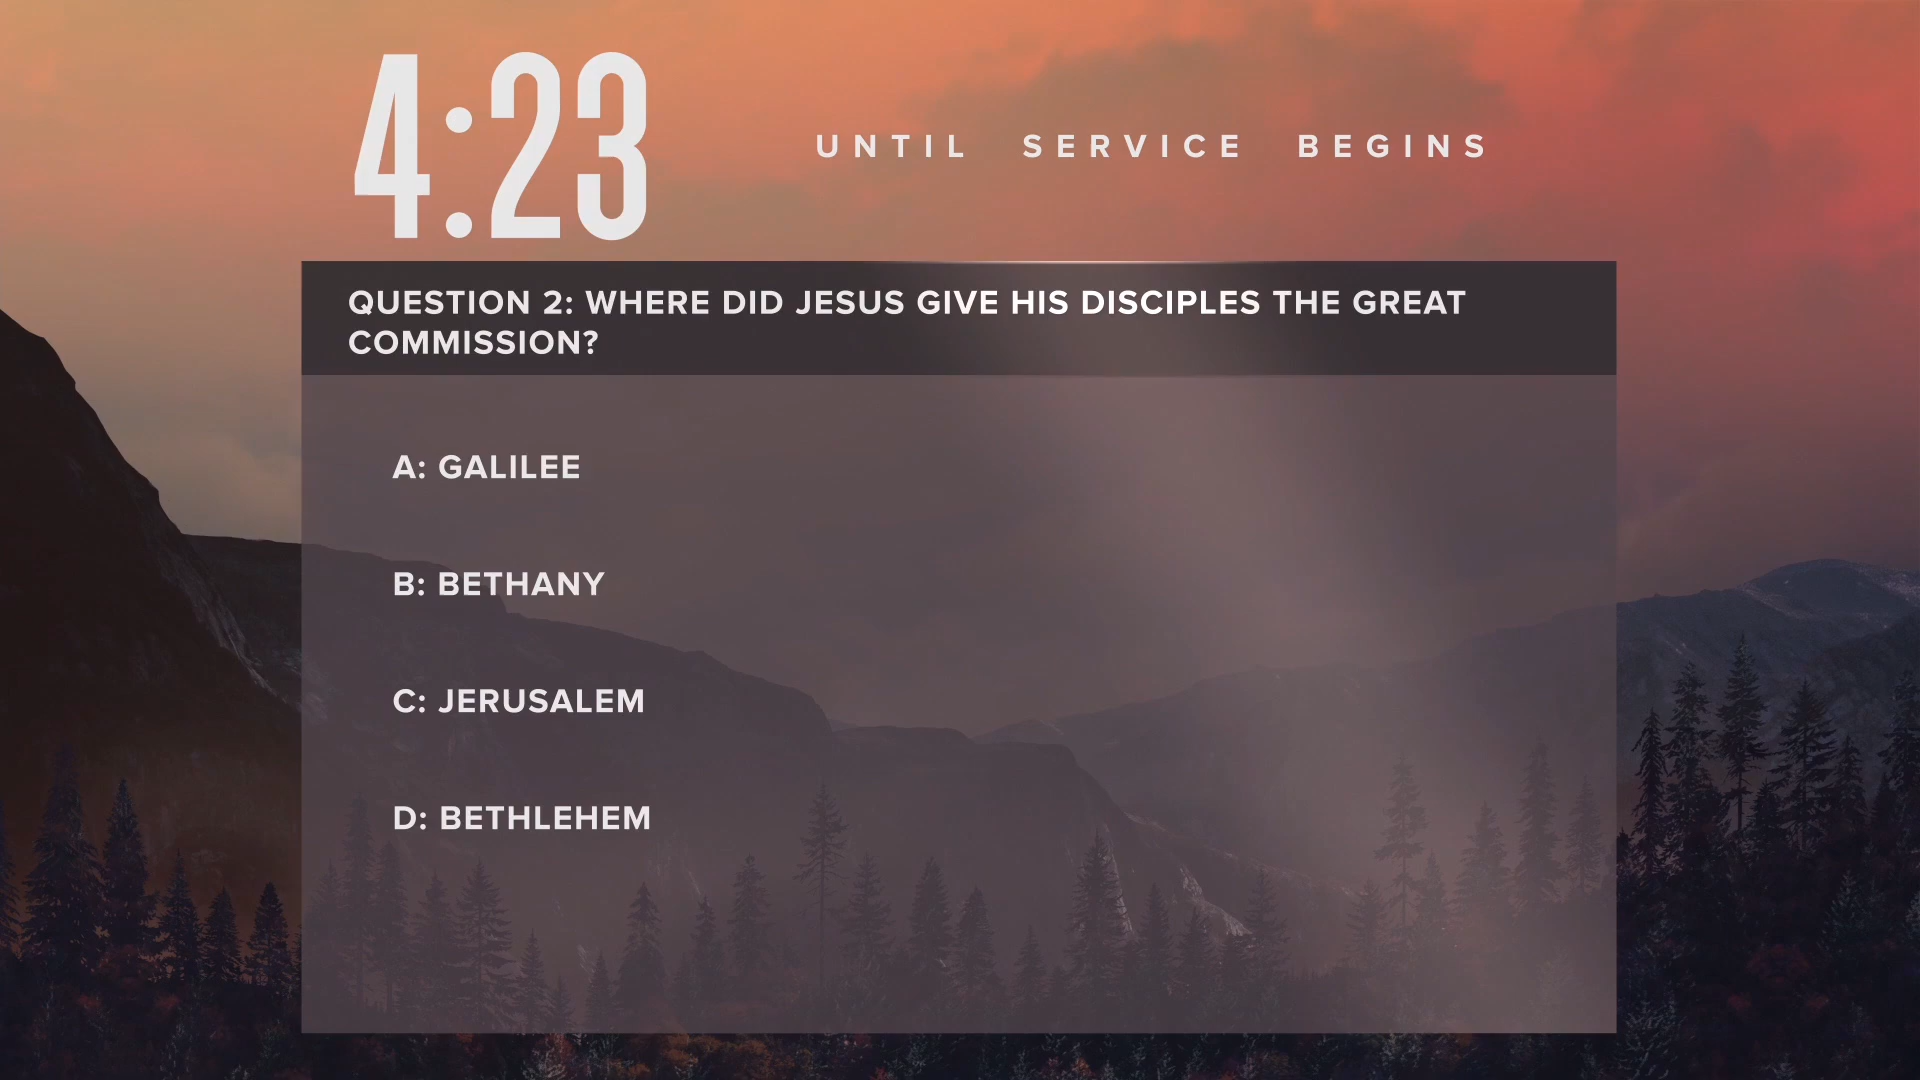 4:23
UNTIL SERVICE BEGINS
QUESTION 2: WHERE DID JESUS GIVE HIS DISCIPLES THE GREAT
COMMISSION?
A: GALILEE
B: BETHANY
C: JERUSALEM
D: BETHLEHEM